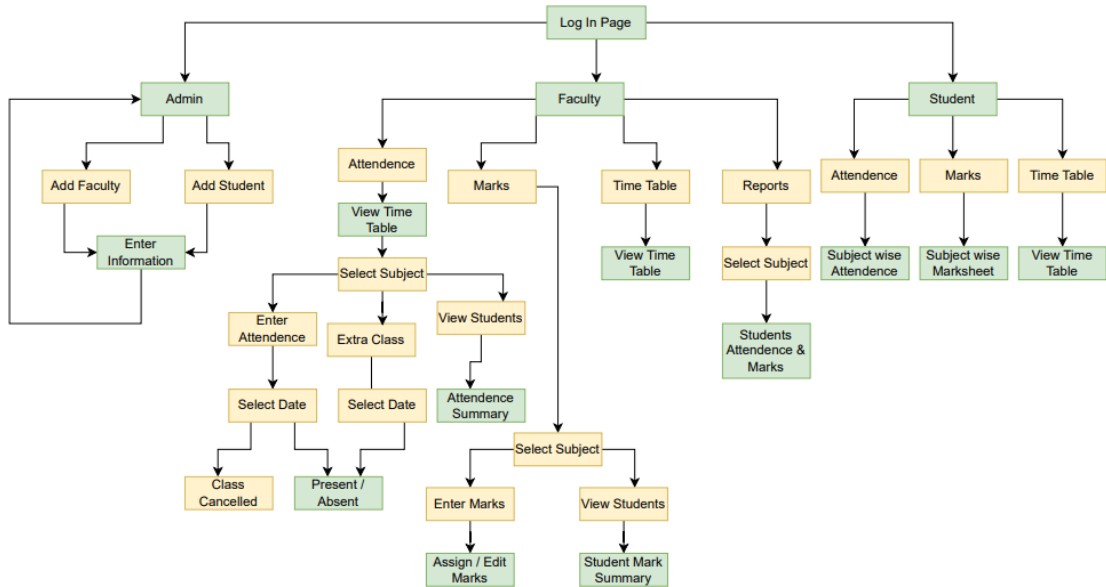 Log In Page
Admin
Faculty
Student
Add Faculty
Add Student
Enter
Information
Attendence
View Time
Table
Select Subject
Enter
Attendence
Extra Class
View Students
Select Date
Select Date
Attendence
Summary
Class
Cancelled
Present /
Absent
Marks
Select Subject
Enter Marks
View Students
Assign / Edit
Marks
Student Mark
Summary
Time Table
View Time
Table
Reports
Select Subject
Students
Attendence &
Marks
Attendence
Marks
Time Table
Subject wise
Attendence
Subject wise
Marksheet
View Time
Table